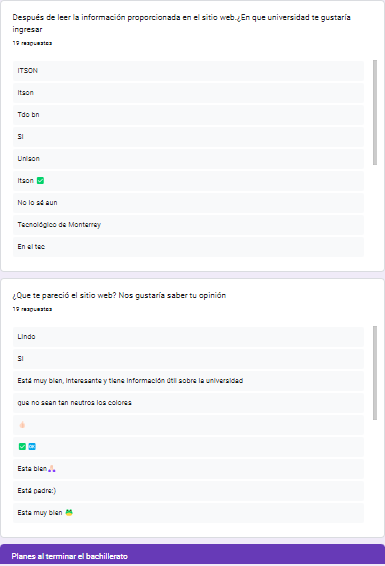 Después de leer la información proporcionada en el sitio web.¿En que universidad te gustaría
ingresar
19 respuestas
ITSON
Itson
Tdo bn
Si
Unison
Itson ✅
No lo sé aun
Tecnológico de Monterrey
En el tec
¿Que te pareció el sitio web? Nos gustaría saber tu opinión
19 respuestas
Lindo
Si
Está muy bien, interesante y tiene información útil sobre la universidad
que no sean tan neutros los colores
Esta bien
Está padre:)
Esta muy bien
Planes al terminar el bachillerato